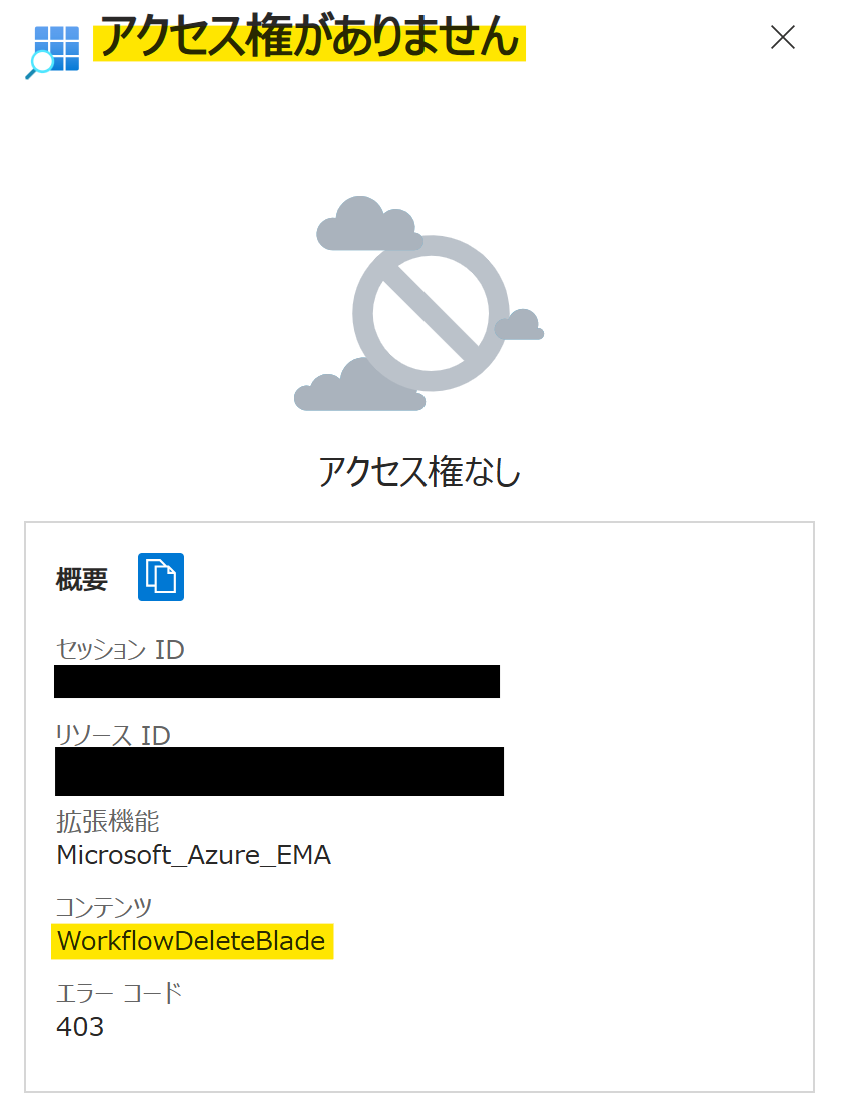 アクセス権がありません
アクセス権なし
概要
セッション ID
リソース ID
拡張機能
Microsoft_Azure_EMA
コンテンツ
WorkflowDeleteBlade
エラー コード
403